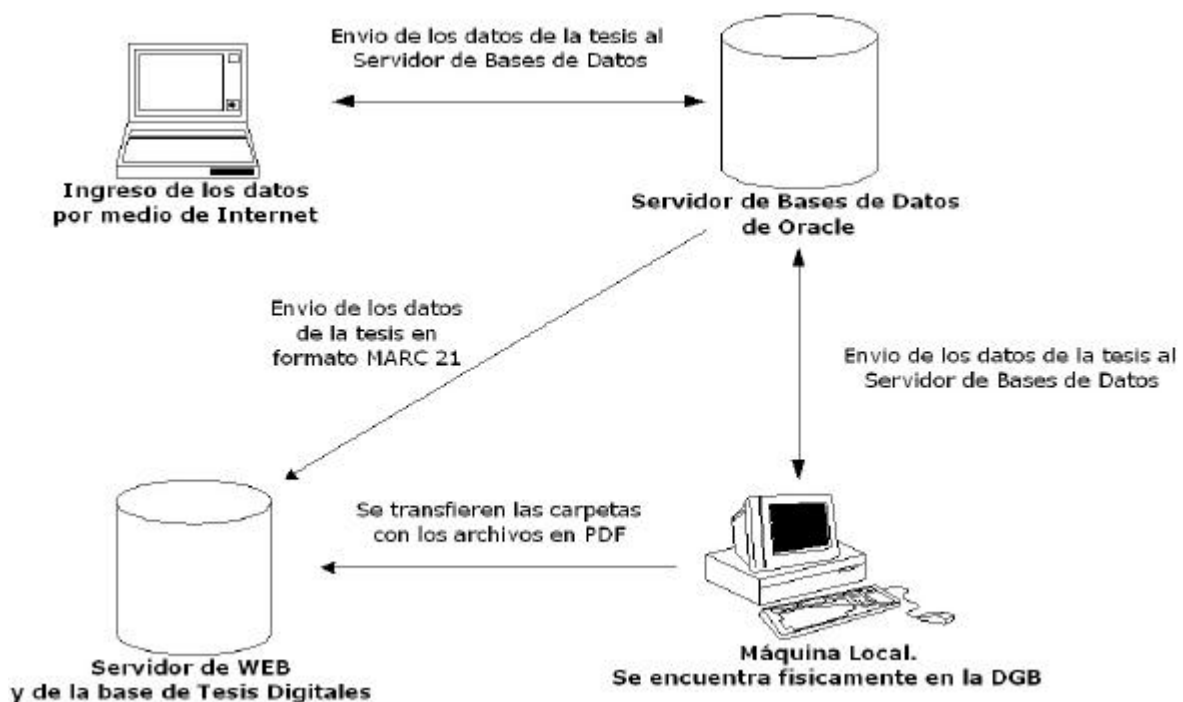 Envio de los datos de la tesis al
Servidor de Bases de Datos
Ingreso de los datos
por medio de Internet
Servidor de Bases de Datos
de Oracle
Envio de los datos
de la tesis en
formato MARC 21
Envio de los datos de la tesis al
Servidor de Bases de Datos
Se transfieren las carpetas
con los archivos en PDF
Servidor de WEB
y de la base de Tesis Digitales
Máquina Local.
Se encuentra fisicamente en la DGB